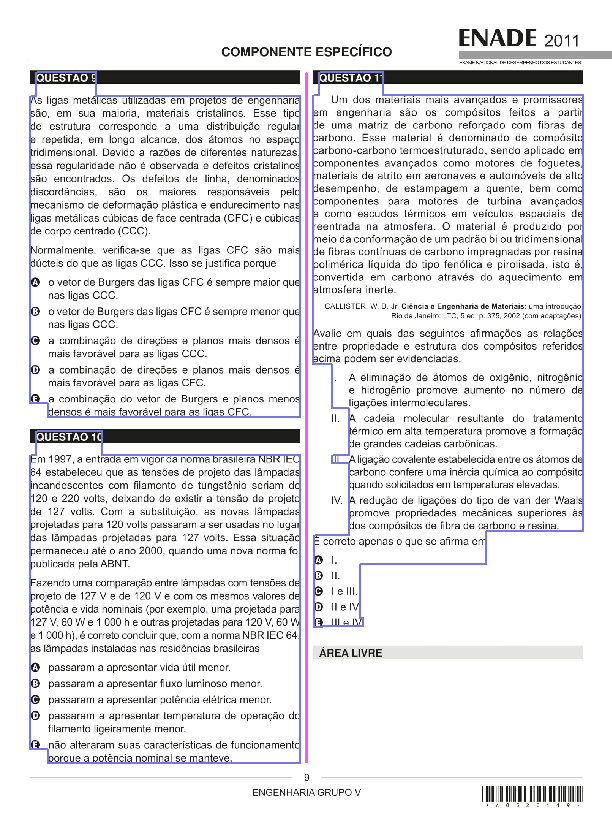 ENADE 2011
EXAME NACIONAL DE DESEMPENHO DOS ESTUDANTES
COMPONENTE ESPECÍFICO
QUESTÃO 9
As ligas metálicas utilizadas em projetos de engenharia
são, em sua maioria, materiais cristalinos. Esse tipo
de estrutura corresponde a uma distribuição regular
e repetida, em longo alcance, dos átomos no espaço
tridimensional. Devido a razões de diferentes naturezas,
essa regularidade não é observada e defeitos cristalinos
são encontrados. Os defeitos de linha, denominados
discordâncias, são os maiores responsáveis pelo
mecanismo de deformação plástica e endurecimento nas
ligas metálicas cúbicas de face centrada (CFC) e cúbicas
de corpo centrado (CCC).
Normalmente, verifica-se que as ligas CFC são mais
dúcteis do que as ligas CCC. Isso se justifica porque
A o vetor de Burgers das ligas CFC é sempre maior que
nas ligas CCC.
B o vetor de Burgers das ligas CFC é sempre menor que
nas ligas CCC.
C a combinação de direções e planos mais densos é
mais favorável para as ligas CCC.
D a combinação de direções e planos mais densos é
mais favorável para as ligas CFC.
E a combinação do vetor de Burgers e planos menos
densos é mais favorável para as ligas CFC.
QUESTÃO 10
Em 1997, a entrada em vigor da norma brasileira NBR IEC
64 estabeleceu que as tensões de projeto das lâmpadas
incandescentes com filamento de tungstênio seriam de
120 e 220 volts, deixando de existir a tensão de projeto
de 127 volts. Com a substituição, as novas lâmpadas
projetadas para 120 volts passaram a ser usadas no lugar
das lâmpadas projetadas para 127 volts. Essa situação
permaneceu até o ano 2000, quando uma nova norma foi
publicada pela ABNT.
Fazendo uma comparação entre lâmpadas com tensões de
projeto de 127 V e de 120 V e com os mesmos valores de
potência e vida nominais (por exemplo, uma projetada para
127 V, 60 W e 1 000 h e outras projetadas para 120 V, 60 W
e 1 000 h), é correto concluir que, com a norma NBR IEC 64,
as lâmpadas instaladas nas residências brasileiras
A passaram a apresentar vida útil menor.
B passaram a apresentar fluxo luminoso menor.
C passaram a apresentar potência elétrica menor.
D passaram a apresentar temperatura de operação do
filamento ligeiramente menor.
E não alteraram suas características de funcionamento
porque a potência nominal se manteve.
QUESTÃO 11
Um dos materiais mais avançados e promissores
em engenharia são os compósitos feitos a partir
de uma matriz de carbono reforçado com fibras de
carbono. Esse material é denominado de compósito
carbono-carbono termoestruturado, sendo aplicado em
componentes avançados como motores de foguetes,
materiais de atrito em aeronaves e automóveis de alto
desempenho, de estampagem a quente, bem como
componentes para motores de turbina avançados
e como escudos térmicos em veículos espaciais de
reentrada na atmosfera. O material é produzido por
meio da conformação de um padrão bi ou tridimensional
de fibras contínuas de carbono impregnadas por resina
polimérica líquida do tipo fenólica e pirolisada, isto é,
convertida em carbono através do aquecimento em
atmosfera inerte.
CALLISTER, W. D. Jr. Ciência e Engenharia de Materiais: uma introdução.
Rio de Janeiro: LTC, 5 ed. p. 375, 2002 (com adaptações).
Avalie em quais das seguintes afirmações as relações
entre propriedade e estrutura dos compósitos referidos
acima podem ser evidenciadas.
I. A eliminação de átomos de oxigênio, nitrogênio
e hidrogênio promove aumento no número de
ligações intermoleculares.
II. A cadeia molecular resultante do tratamento
térmico em alta temperatura promove a formação
de grandes cadeias carbônicas.
III. A ligação covalente estabelecida entre os átomos de
carbono confere uma inércia química ao compósito
quando solicitados em temperaturas elevadas.
IV. A redução de ligações do tipo van der Waals
promove propriedades mecânicas superiores às
dos compósitos de fibra de carbono e resina.
É correto apenas o que se afirma em
A I.
B II.
C I e III.
D II e IV.
E III e IV.
ÁREA LIVRE
9
ENGENHARIA GRUPO V